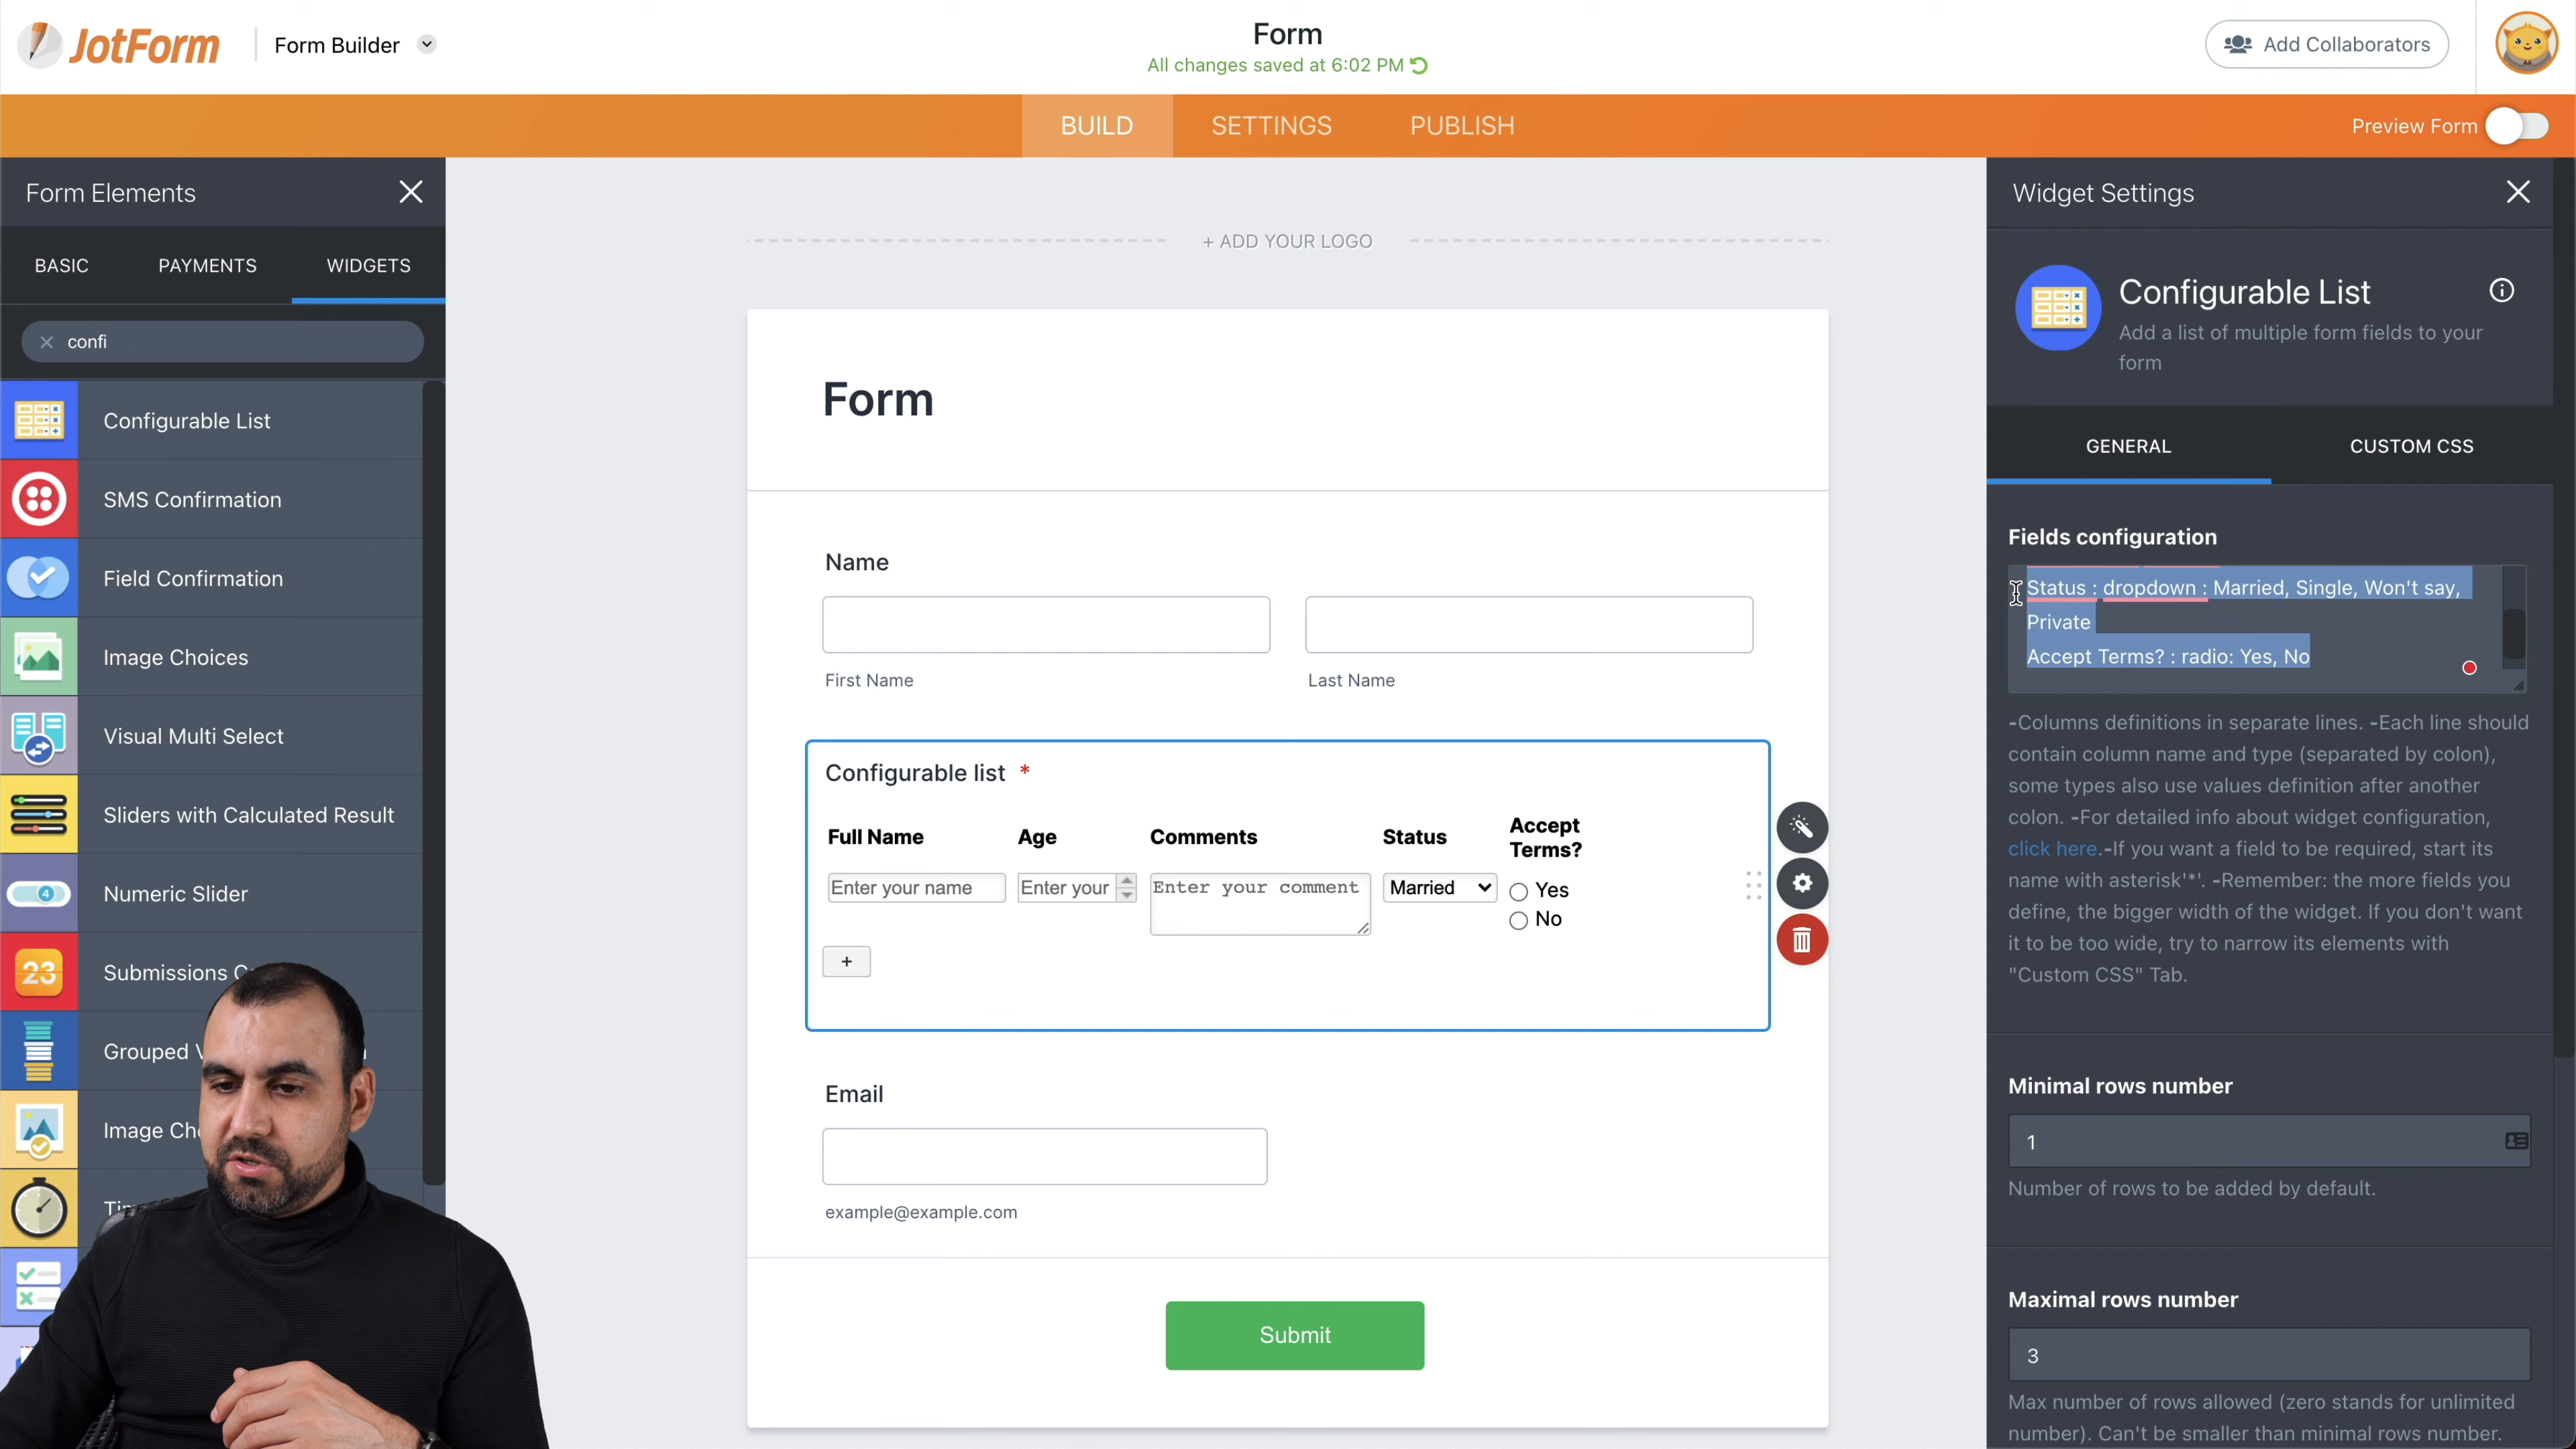 JotForm
Form Builder
Form
All changes saved at 6:02 PM
Add Collaborators
BUILD
SETTINGS
PUBLISH
Preview Form
Form Elements
BASIC
PAYMENTS
WIDGETS
confi
Configurable List
SMS Confirmation
Field Confirmation
Image Choices
Visual Multi Select
Sliders with Calculated Result
4
Numeric Slider
23
Submissions
Grouped
Image
+ ADD YOUR LOGO
Form
Name
First Name
Last Name
Configurable list *
Full Name
Age
Comments
Status
Accept
Terms?
Enter your name
Enter your
Enter your comment
Married
Yes
No
+
Email
example@example.com
Submit
Widget Settings
Configurable List
Add a list of multiple form fields to your
form
GENERAL
CUSTOM CSS
Fields configuration
Status : dropdown : Married, Single, Won't say,
Private
Accept Terms? : radio: Yes, No
-Columns definitions in separate lines. -Each line should
contain column name and type (separated by colon),
some types also use values definition after another
colon. -For detailed info about widget configuration,
click here.-If you want a field to be required, start its
name with asterisk'*'. -Remember: the more fields you
define, the bigger width of the widget. If you don't want
it to be too wide, try to narrow its elements with
"Custom CSS" Tab.
Minimal rows number
1
Number of rows to be added by default.
Maximal rows number
3
Max number of rows allowed (zero stands for unlimited
number). Can't be smaller than minimal rows number.